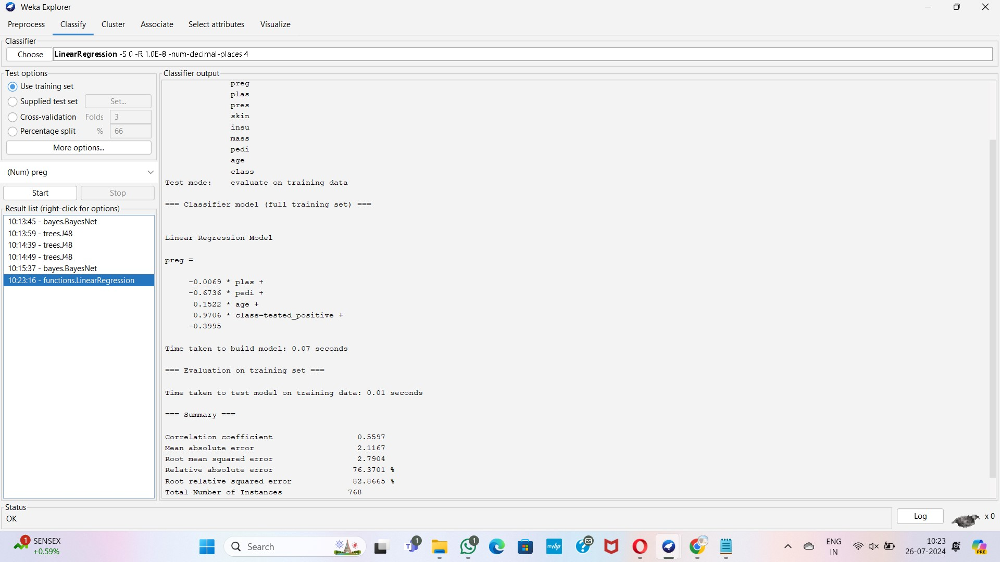 Weka Explorer
Preprocess Classify Cluster Associate Select attributes Visualize
Classifier
Choose LinearRegression -S 0 -R 1.0E-8 -num-decimal-places 4
Test options
Use training set
Supplied test set Set...
Cross-validation Folds 3
Percentage split % 66
More options...
(Num) preg
Start Stop
Result list (right-click for options)
10:13:45 - bayes.BayesNet
10:13:59 - trees.J48
10:14:39 - trees.J48
10:14:49 - trees.J48
10:15:37 - bayes.BayesNet
10:23:16 - functions.LinearRegression
Classifier output
preg
plas
pres
skin
insu
mass
pedi
age
class
Test mode: evaluate on training data
=== Classifier model (full training set) ===
Linear Regression Model
preg =
-0.0069 * plas +
-0.6736 * pedi +
0.1522 * age +
0.9706 * class=tested_positive +
-0.3995
Time taken to build model: 0.07 seconds
=== Evaluation on training set ===
Time taken to test model on training data: 0.01 seconds
=== Summary ===
Correlation coefficient 0.5597
Mean absolute error 2.1167
Root mean squared error 2.7904
Relative absolute error 76.3701 %
Root relative squared error 82.8665 %
Total Number of Instances 768
Status
OK
Log
x 0
1
SENSEX
+0.59%
Search
1
T
1
myhp
?
ENG
IN
10:23
26-07-2024
PRE